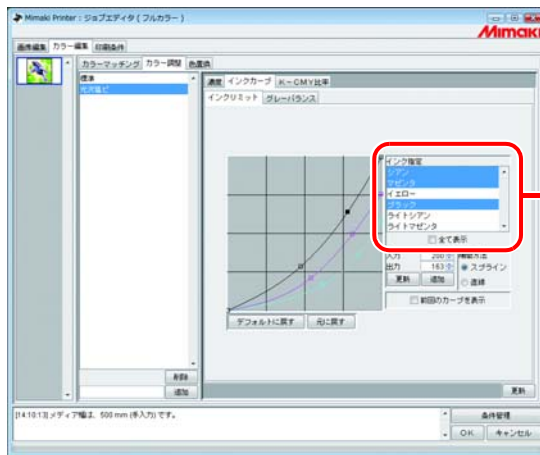 Mimaki Printer : ジョブエディタ ( フルカラー )
Mimaki
画像編集 カラー編集 印刷条件
カラーマッチング カラー調整 色置換
標準
光沢塩ビ
濃度 インクカーブ K-CMY比率
インクリミット グレーバランス
インク指定
シアン
マゼンタ
イエロー
ブラック
ライトシアン
ライトマゼンタ
全て表示
入力 200 補間方法
出力 163 スプライン
更新 追加 直線
前回のカーブを表示
デフォルトに戻す 元に戻す
削除
追加
更新
[14:10:13] メディア幅は、500 mm (手入力) です。
条件管理
OK キャンセル